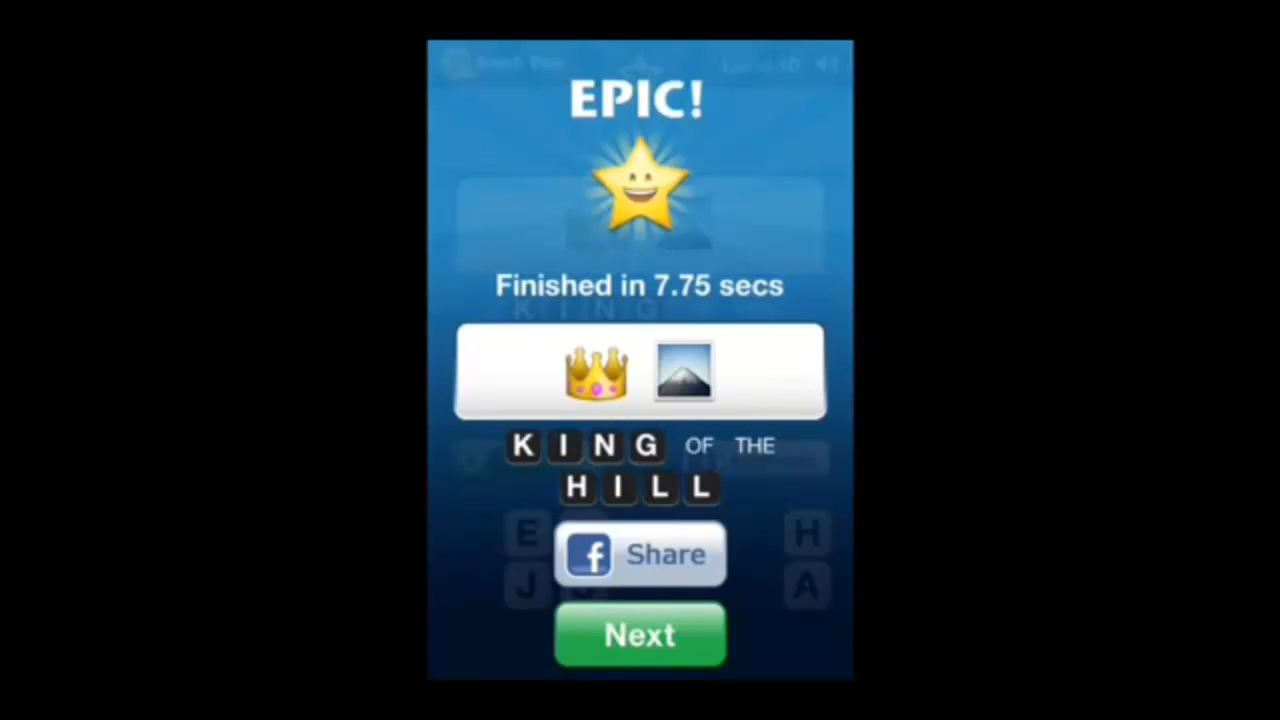 EPIC!
Finished in 7.75 secs
KING OF THE
HILL
f Share
Next